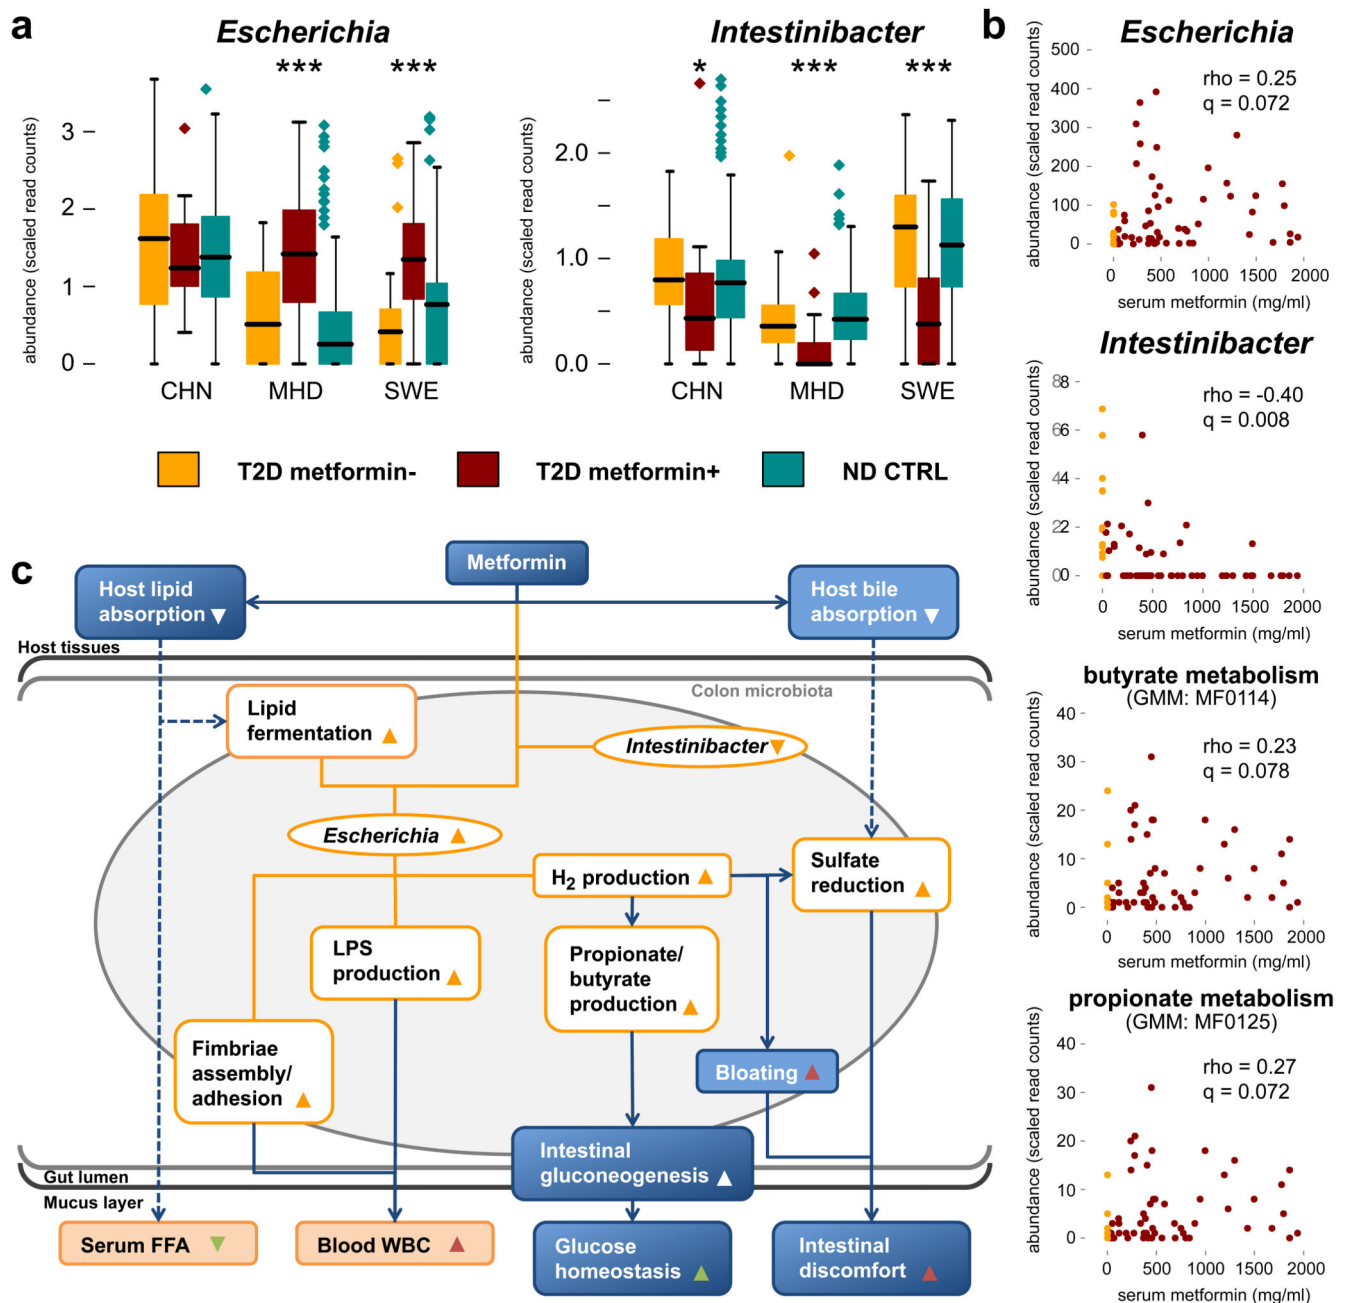 a
Escherichia
Intestinibacter
*** ***
* *** ***
abundance (scaled read counts)
3
2
1
0
CHN MHD SWE
abundance (scaled read counts)
2.0
1.0
0.0
CHN MHD SWE
T2D metformin-
T2D metformin+
ND CTRL
b
Escherichia
rho = 0.25
q = 0.072
abundance (scaled read counts)
500
400
300
200
100
0
0 500 1000 1500 2000
serum metformin (mg/ml)
Intestinibacter
rho = -0.40
q = 0.008
abundance (scaled read counts)
8
6
4
2
0
0 500 1000 1500 2000
serum metformin (mg/ml)
butyrate metabolism
(GMM: MF0114)
rho = 0.23
q = 0.078
abundance (scaled read counts)
40
30
20
10
0
0 500 1000 1500 2000
serum metformin (mg/ml)
propionate metabolism
(GMM: MF0125)
rho = 0.27
q = 0.072
abundance (scaled read counts)
40
30
20
10
0
0 500 1000 1500 2000
serum metformin (mg/ml)
c
Metformin
Host lipid
absorption
Host bile
absorption
Host tissues
Colon microbiota
Lipid
fermentation
Intestinibacter
Escherichia
H2 production
Sulfate
reduction
LPS
production
Propionate/
butyrate
production
Fimbriae
assembly/
adhesion
Bloating
Intestinal
gluconeogenesis
Gut lumen
Mucus layer
Serum FFA
Blood WBC
Glucose
homeostasis
Intestinal
discomfort